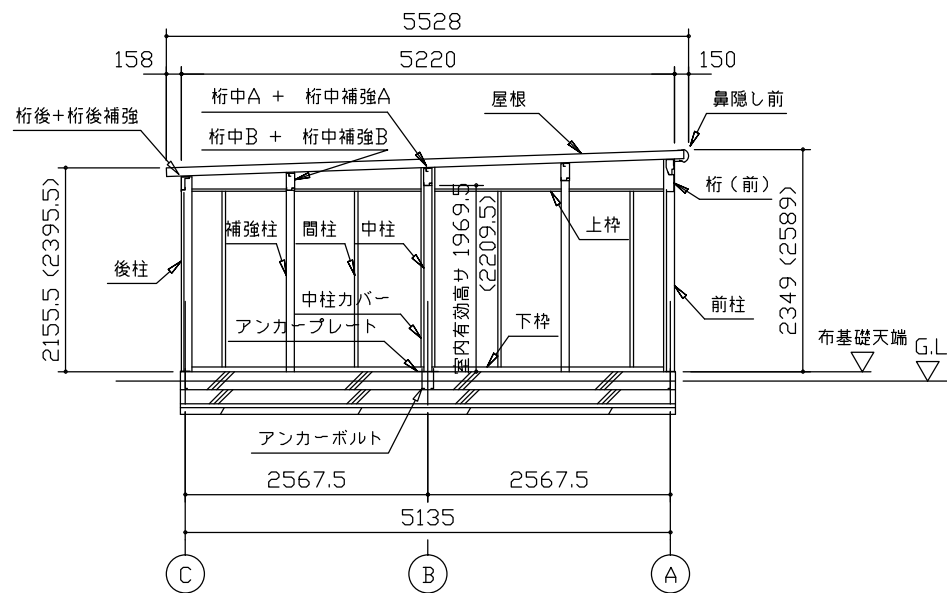 5528
158
5220
150
桁中A + 桁中補強A
屋根
鼻隠し前
桁後+桁後補強
桁中B + 桁中補強B
桁(前)
補強柱
間柱
中柱
上枠
後柱
中柱カバー
前柱
アンカープレート
下枠
2155.5 (2395.5)
室内有効高サ 1969.5
(2209.5)
2349 (2589)
布基礎天端
G.L
アンカーボルト
2567.5
2567.5
5135
C
B
A